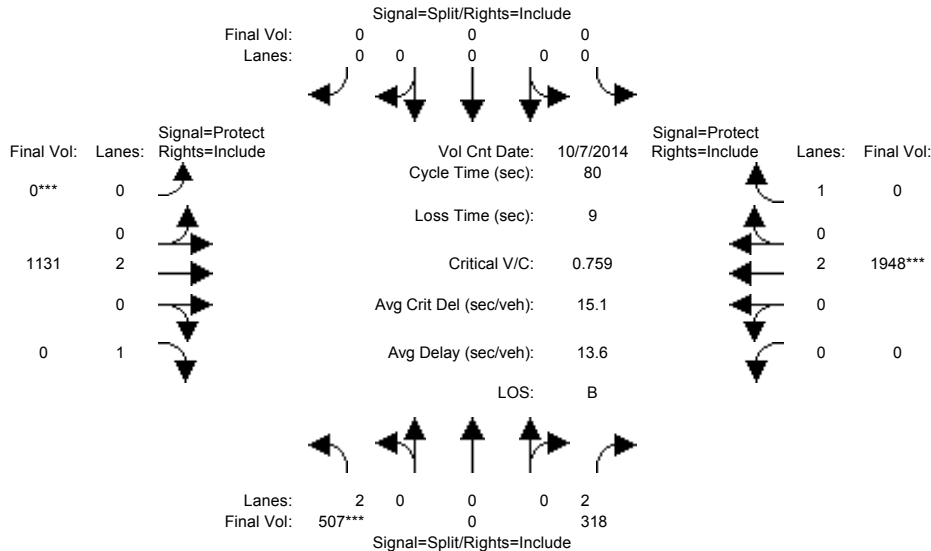 Signal=Split/Rights=Include
Final Vol: 0 0 0
Lanes: 0 0 0 0 0
Signal=Protect Signal=Protect
Final Vol: Lanes: Rights=Include Vol Cnt Date: 10/7/2014 Rights=Include Lanes: Final Vol:
Cycle Time (sec): 80
0*** 0 1 0
Loss Time (sec): 9
0 0
1131 2 Critical V/C: 0.759 2 1948***
0 Avg Crit Del (sec/veh): 15.1 0
0 1 Avg Delay (sec/veh): 13.6 0 0
LOS: B
Lanes: 2 0 0 0 2
Final Vol: 507*** 0 318
Signal=Split/Rights=Include